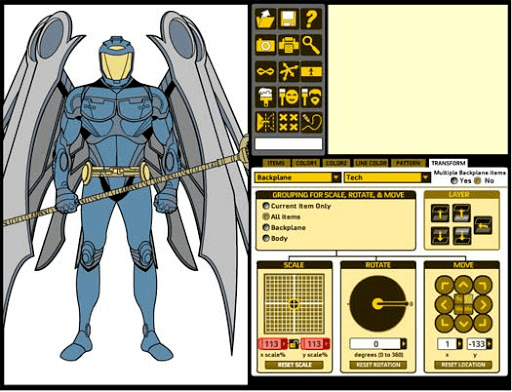 ?
ITEMS COLOR1 COLOR2 LINE COLOR PATTERN TRANSFORM
Backplane Tech Multiple Backplane items
Yes No
GROUPING FOR SCALE, ROTATE, & MOVE
Current Item Only
All items
Backplane
Body
LAYER
SCALE ROTATE MOVE
113 113 0 1 -133
x scale% y scale% degrees (0 to 360) x y
RESET SCALE RESET ROTATION RESET LOCATION